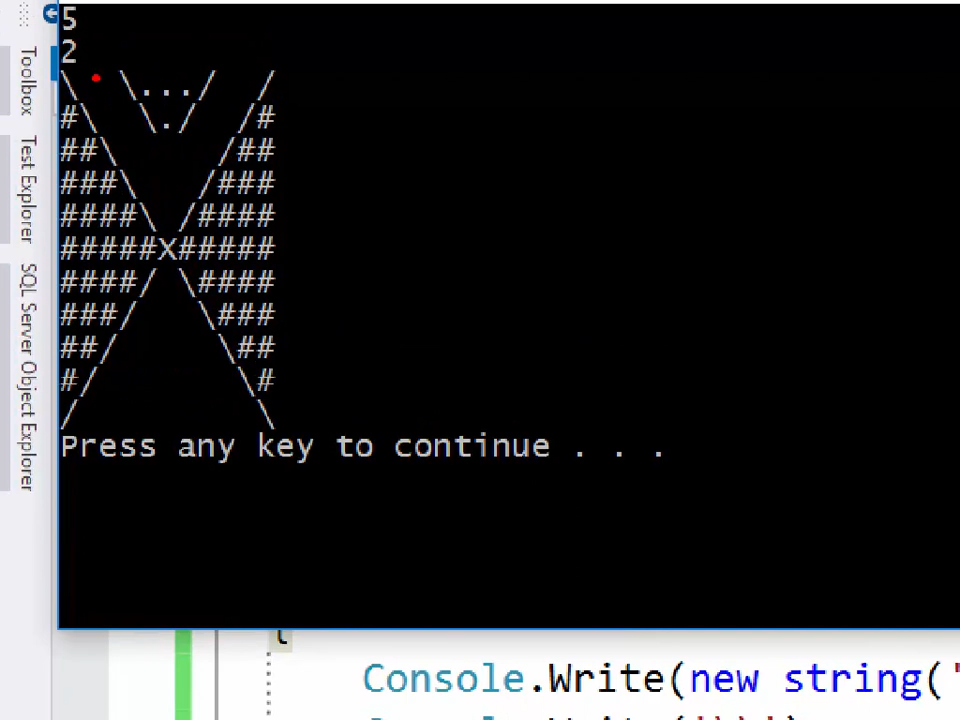 5
2
\  \.../  /
#\  \./  /#
##\     /##
###\   /###
####\ /####
#####X#####
####/ \####
###/   \###
##/     \##
#/       \#
/         \
Press any key to continue . . .
Toolbox
Test Explorer
SQL Server Object Explorer
{
Console.Write(new string('